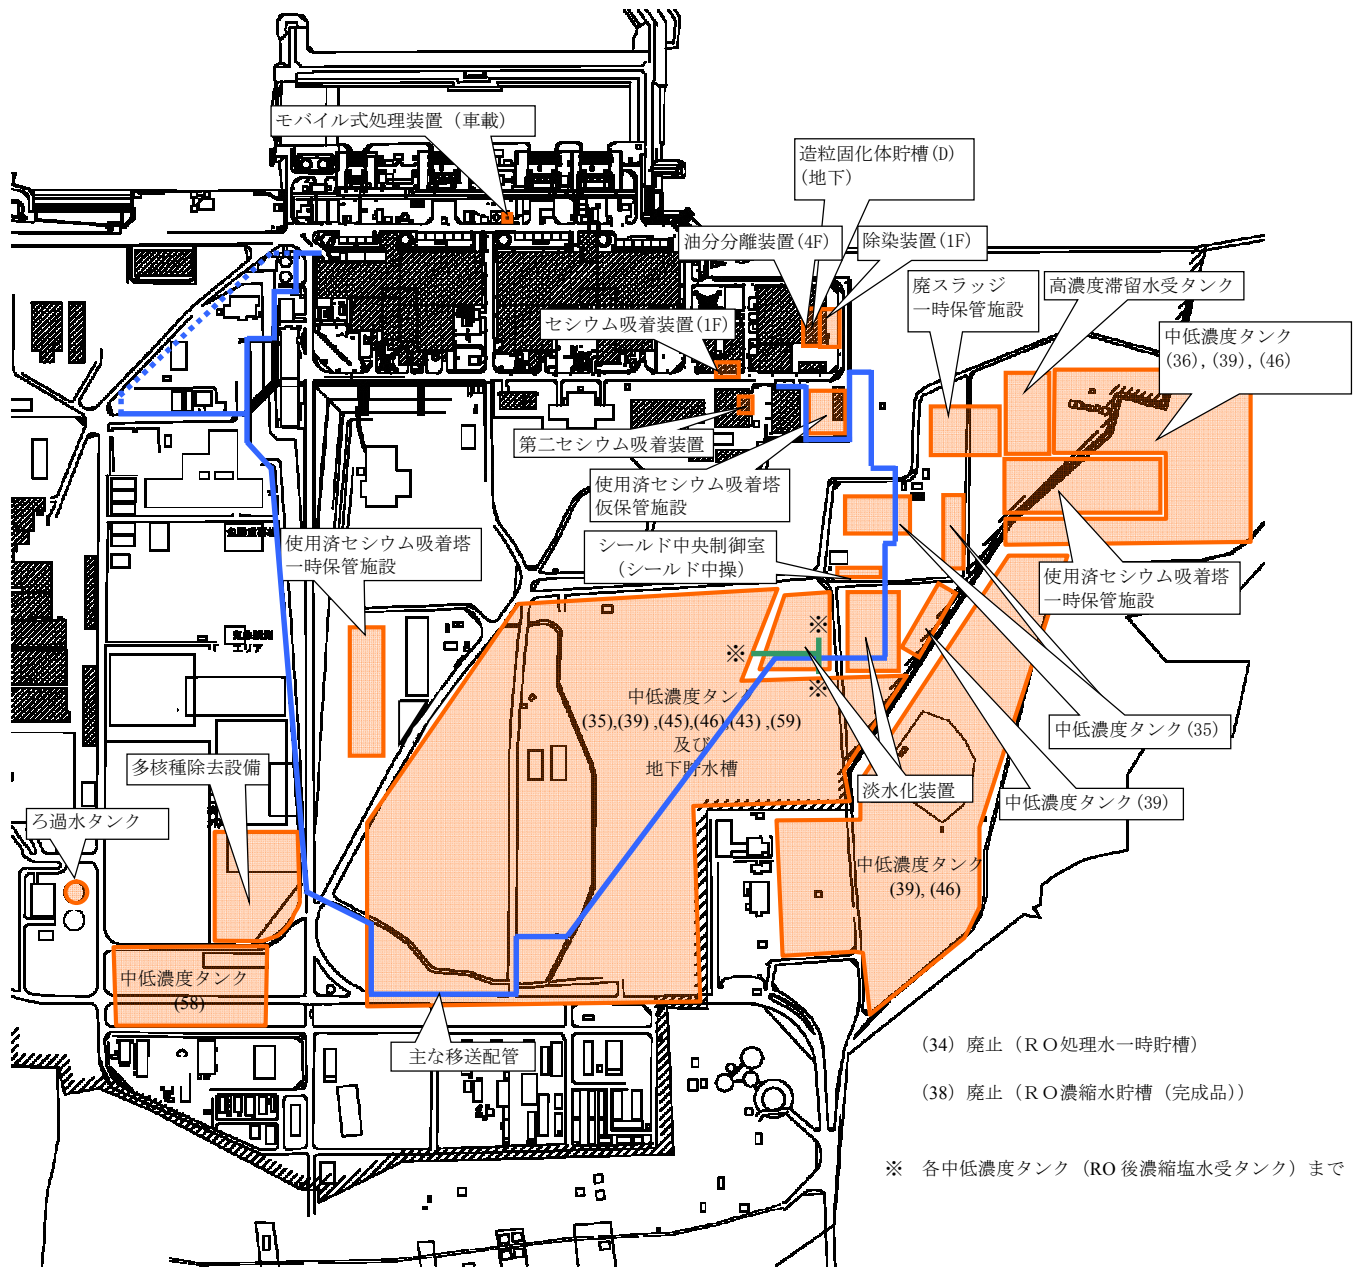 モバイル式処理装置（車載）
造粒固化体貯槽(D)
(地下)
油分分離装置(4F)
除染装置(1F)
廃スラッジ
一時保管施設
高濃度滞留水受タンク
セシウム吸着装置(1F)
中低濃度タンク
(36), (39), (46)
第二セシウム吸着装置
使用済セシウム吸着塔
仮保管施設
シールド中央制御室
（シールド中操）
使用済セシウム吸着塔
一時保管施設
使用済セシウム吸着塔
一時保管施設
※
※
※
中低濃度タンク
(35),(39) ,(45),(46),(43) ,(59)
及び
地下貯水槽
中低濃度タンク(35)
淡水化装置
中低濃度タンク(39)
多核種除去設備
ろ過水タンク
中低濃度タンク
(39), (46)
中低濃度タンク
(58)
主な移送配管
エリア
(34) 廃止（ＲＯ処理水一時貯槽）
(38) 廃止（ＲＯ濃縮水貯槽（完成品））
※ 各中低濃度タンク（RO 後濃縮塩水受タンク）まで